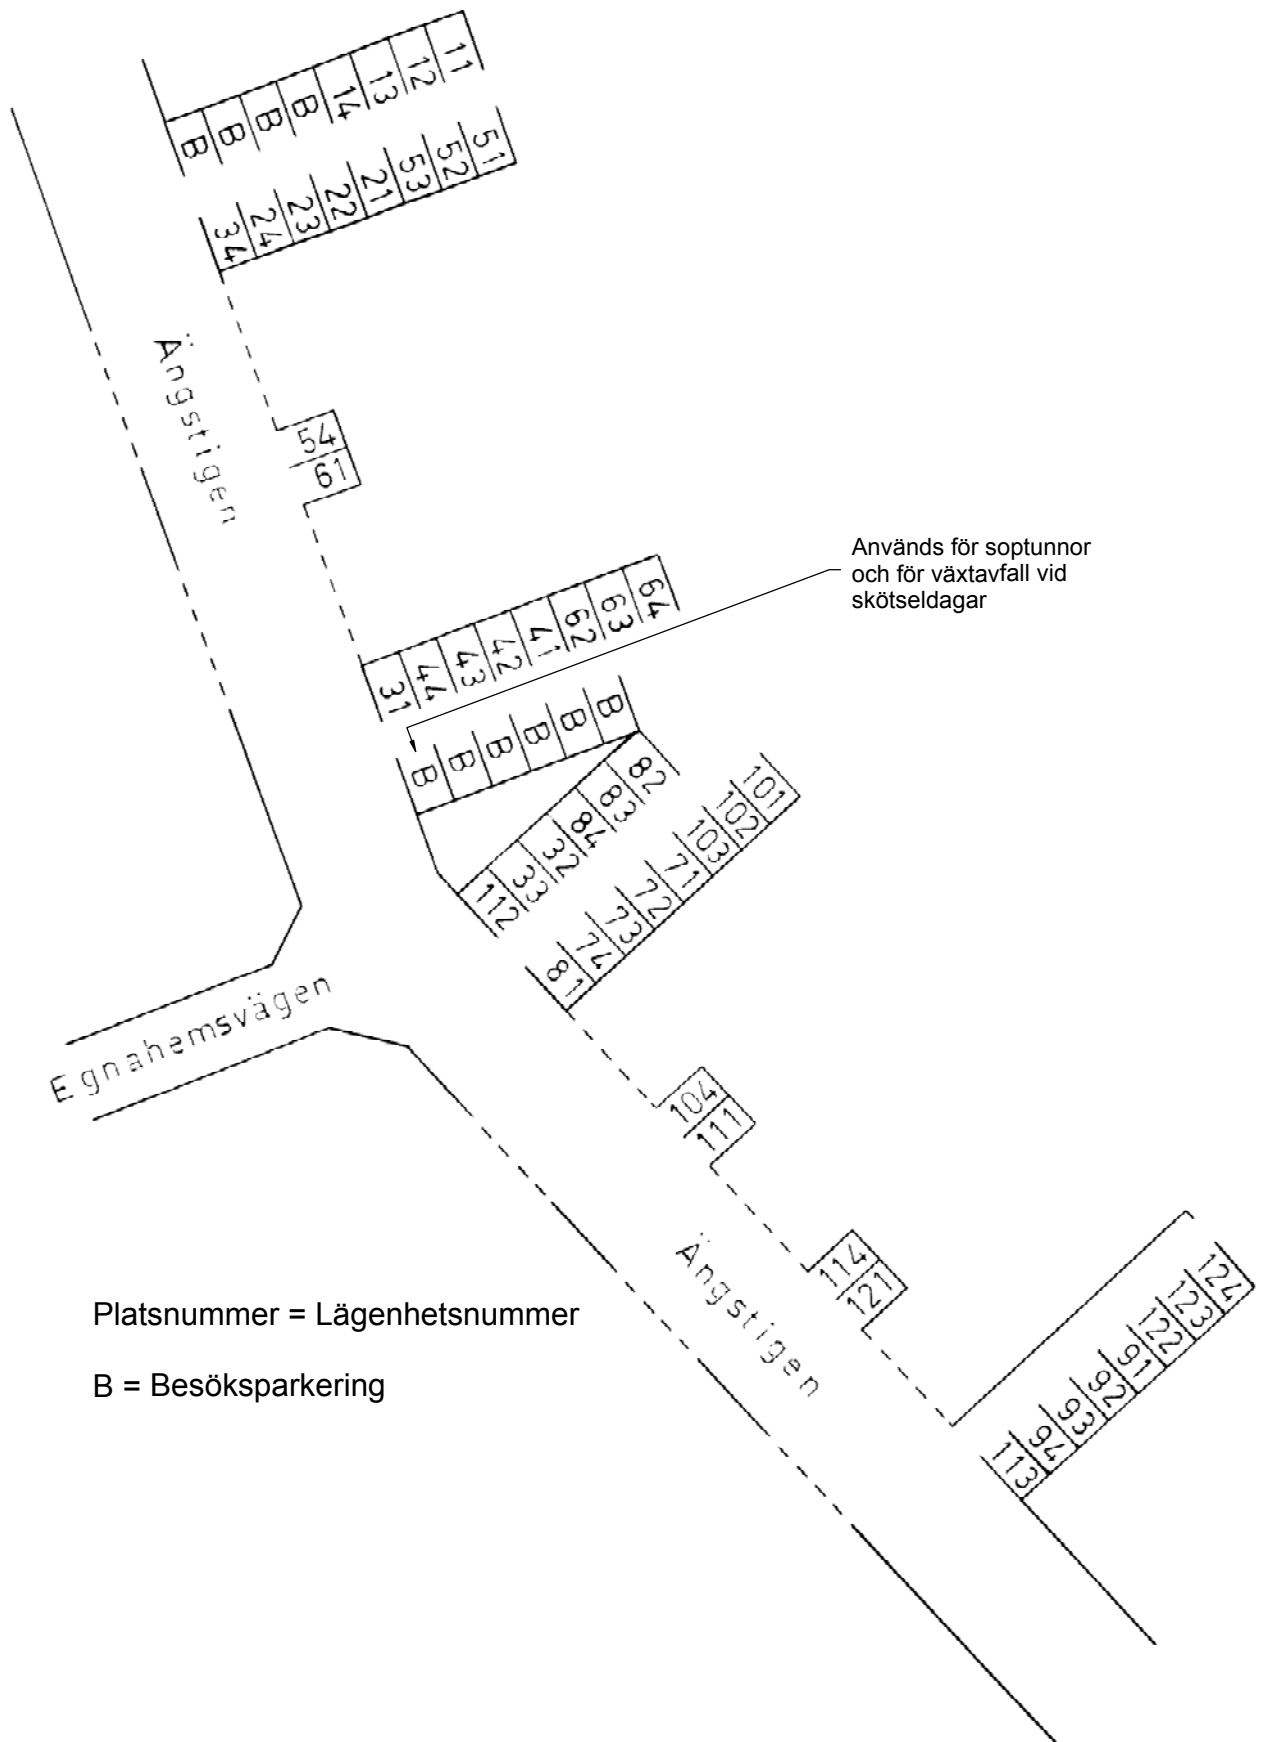 B B B B 14 13 12 11
34 24 23 22 21 53 52 51
Ängstigen
54
61
Används för soptunnor
och för växtavfall vid
skötseldagar
31 44 43 42 41 62 63 64
B B B B B B
112 33 32 84 83 82
81 74 73 72 71 103 102 101
Egnahemsvägen
104
111
114
121
Ängstigen
113 94 93 92 91 122 123 124
Platsnummer = Lägenhetsnummer
B = Besöksparkering